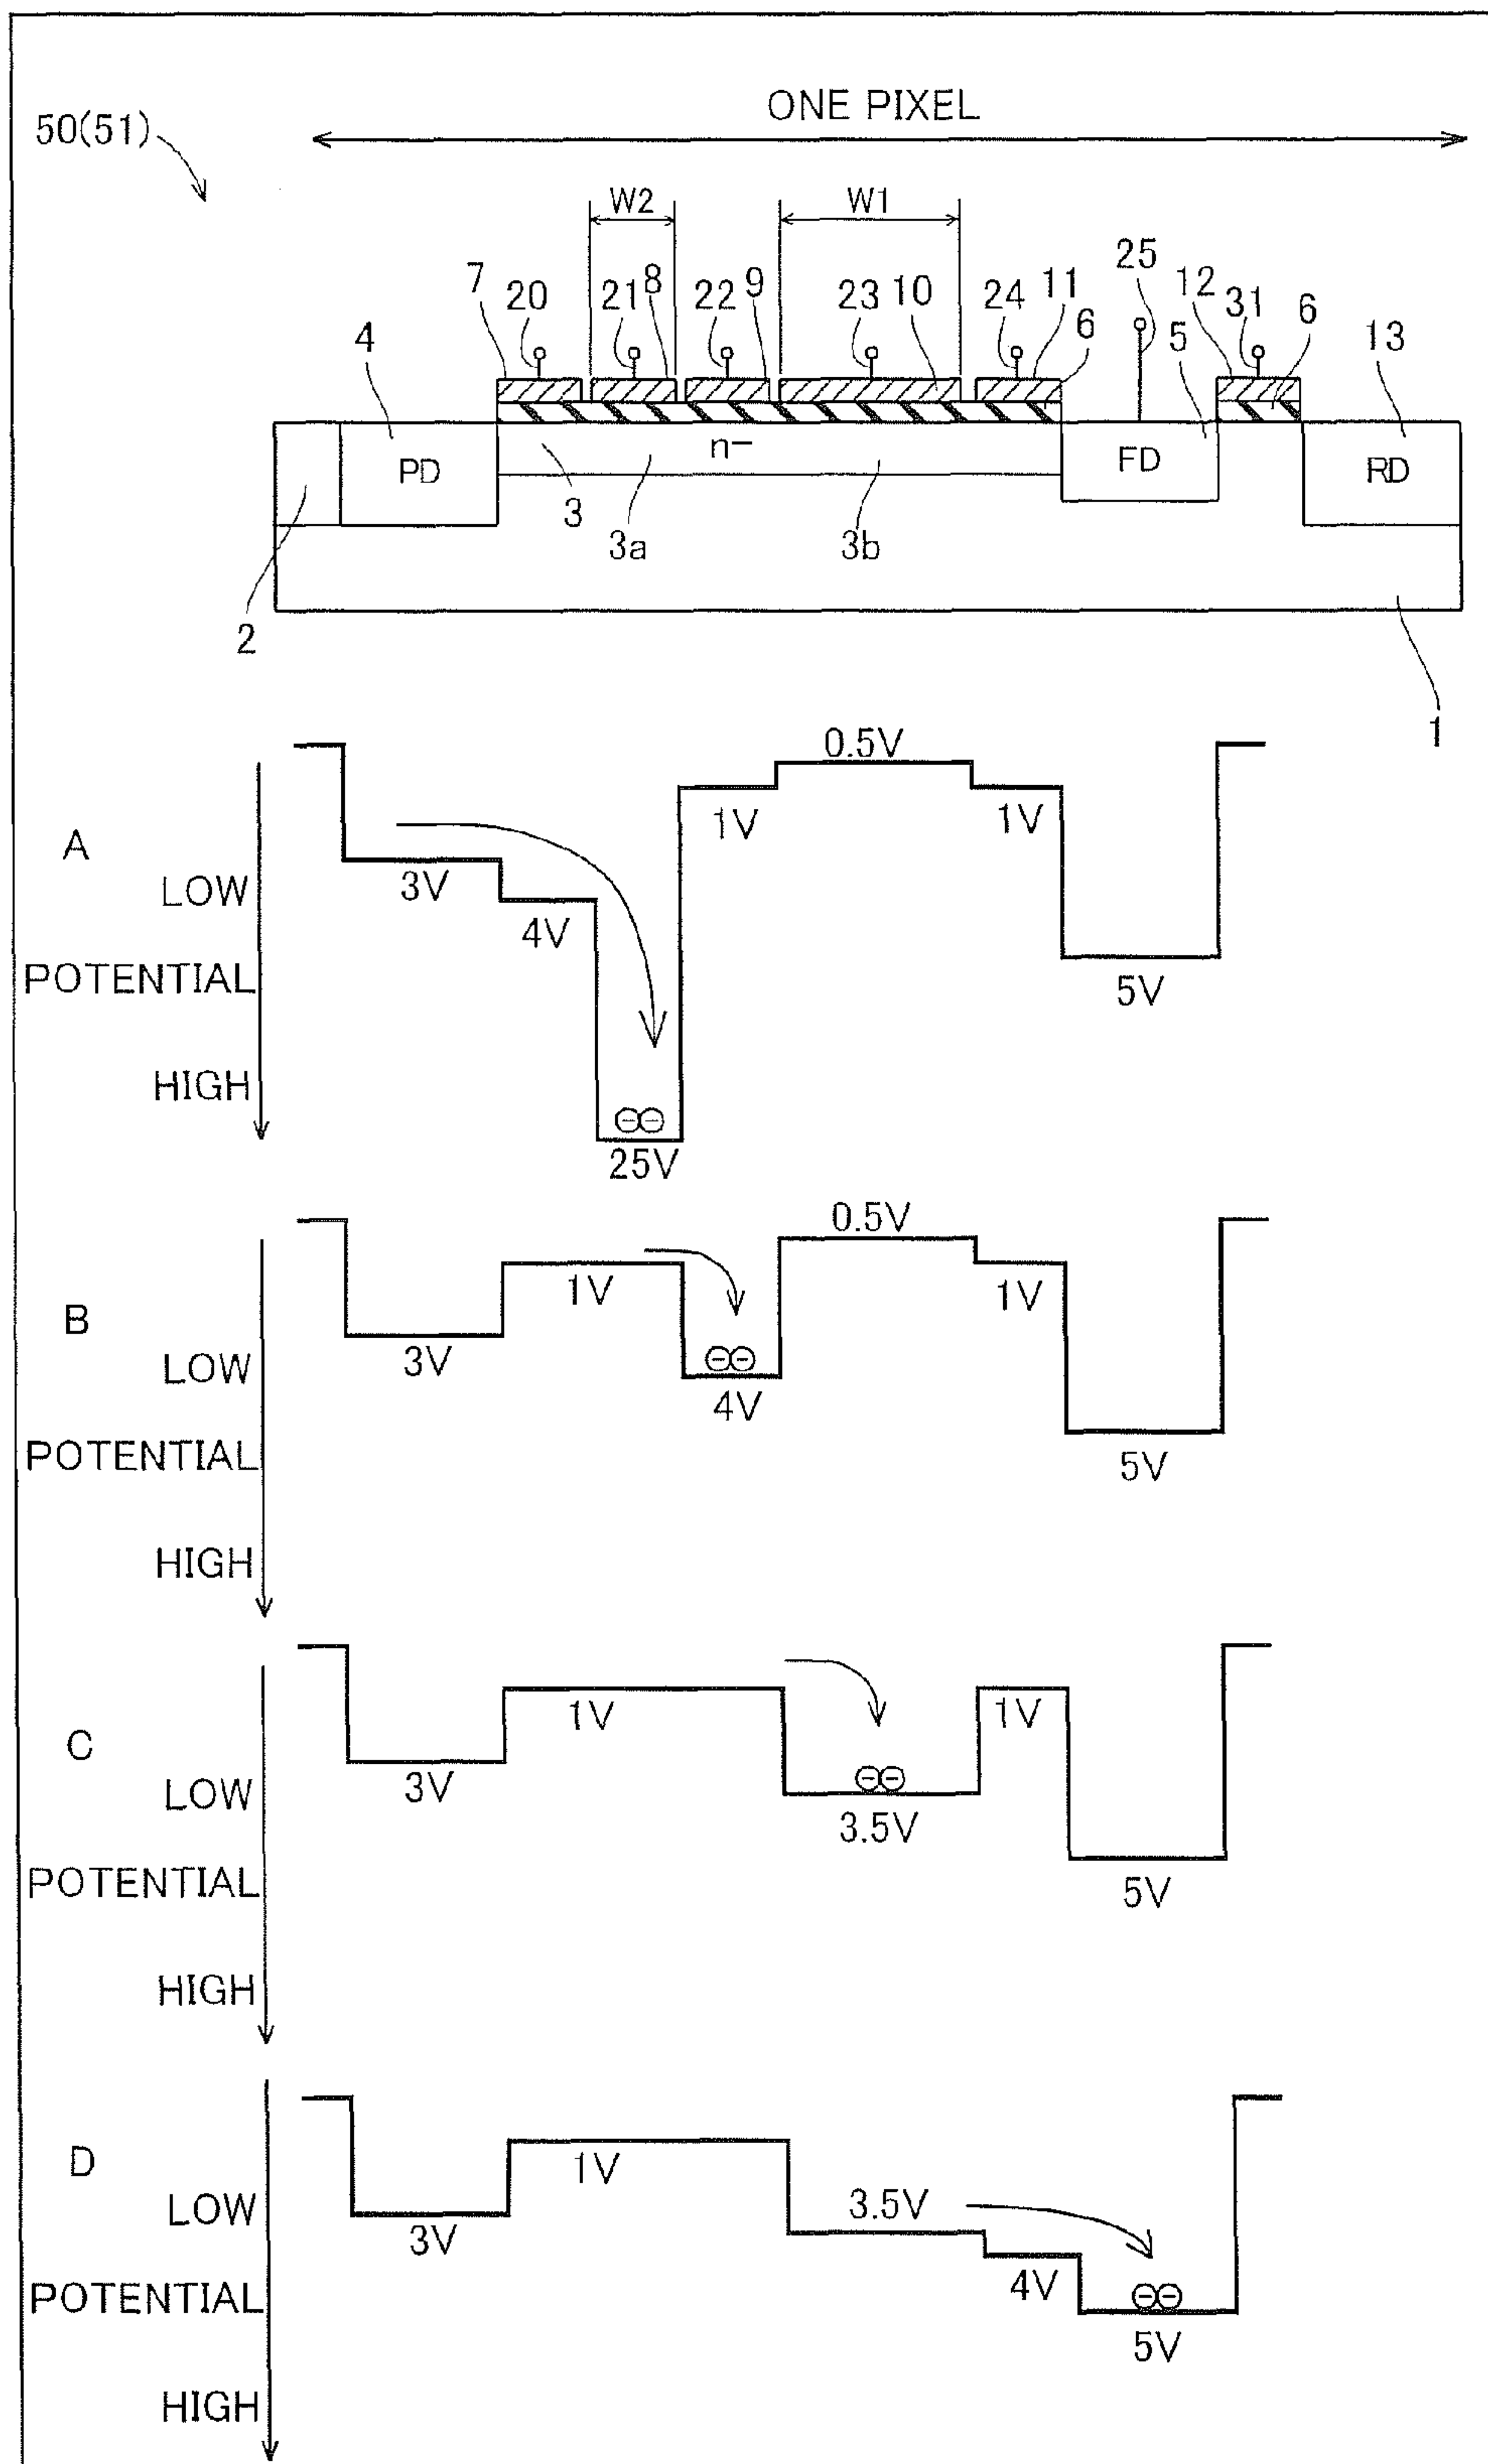 ONE PIXEL
50(51)
W2
W1
7
20
21
8
22
9
23
10
24
11
6
25
5
12
31
6
13
4
PD
n-
FD
RD
3
3a
3b
2
1
A
0.5V
1V
1V
3V
4V
5V
25V
LOW
POTENTIAL
HIGH
B
0.5V
1V
1V
3V
4V
5V
LOW
POTENTIAL
HIGH
C
1V
1V
3V
3.5V
5V
LOW
POTENTIAL
HIGH
D
1V
3.5V
3V
4V
5V
LOW
POTENTIAL
HIGH